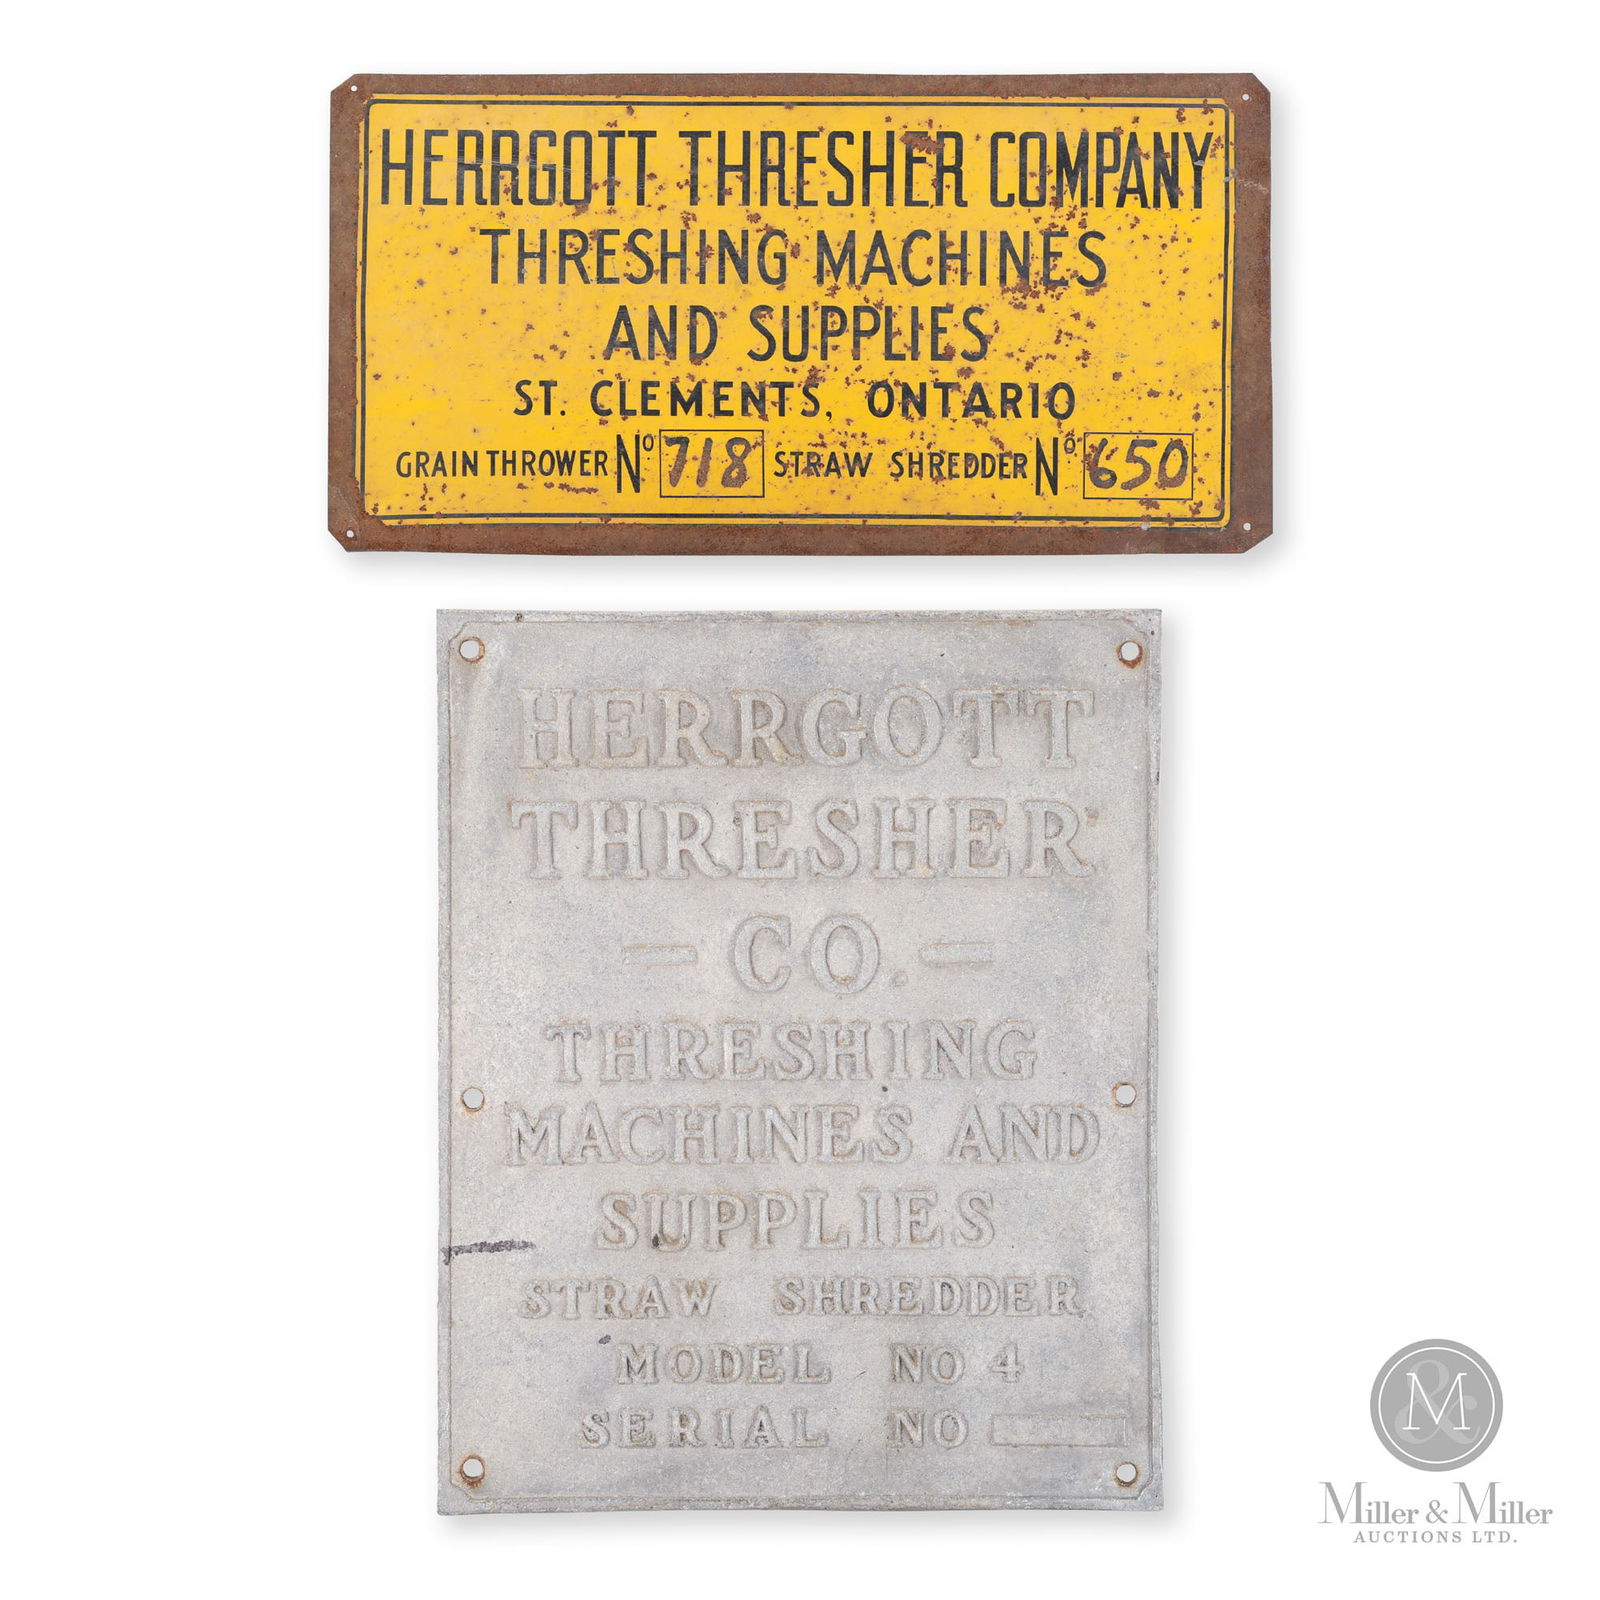 HERRGOTT THRESHER COMPANY
THRESHING MACHINES
AND SUPPLIES
ST. CLEMENTS, ONTARIO
GRAIN THROWER Nº 718 STRAW SHREDDER Nº 650
HERRGOTT
THRESHER
– CO. –
THRESHING
MACHINES AND
SUPPLIES
STRAW SHREDDER
MODEL NO 4
SERIAL NO
M
&
Miller & Miller
AUCTIONS LTD.